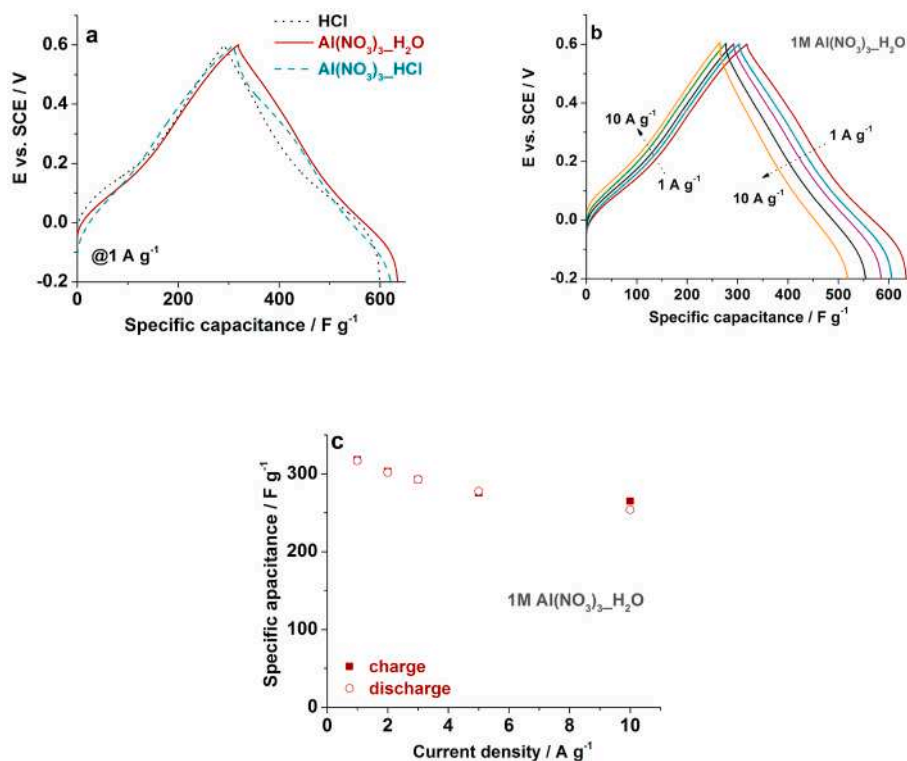 a
HCl
Al(NO3)3_H2O
Al(NO3)3_HCl
E vs. SCE / V
0.6
0.4
0.2
0.0
-0.2
@1 A g-1
0
200
400
600
Specific capacitance / F g-1
b
1M Al(NO3)3_H2O
E vs. SCE / V
0.6
0.4
0.2
0.0
-0.2
10 A g-1
1 A g-1
1 A g-1
10 A g-1
0
100
200
300
400
500
600
Specific capacitance / F g-1
c
Specific apacitance / F g-1
300
200
100
0
1M Al(NO3)3_H2O
charge
discharge
0
2
4
6
8
10
Current density / A g-1